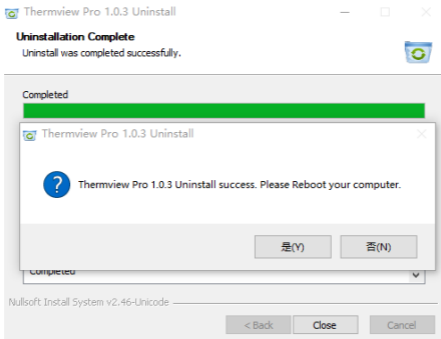 Thermview Pro 1.0.3 Uninstall
Uninstallation Complete
Uninstall was completed successfully.
Completed
Thermview Pro 1.0.3 Uninstall
Thermview Pro 1.0.3 Uninstall success. Please Reboot your computer.
是(Y)
否(N)
Completed
Nullsoft Install System v2.46-Unicode
< Back
Close
Cancel